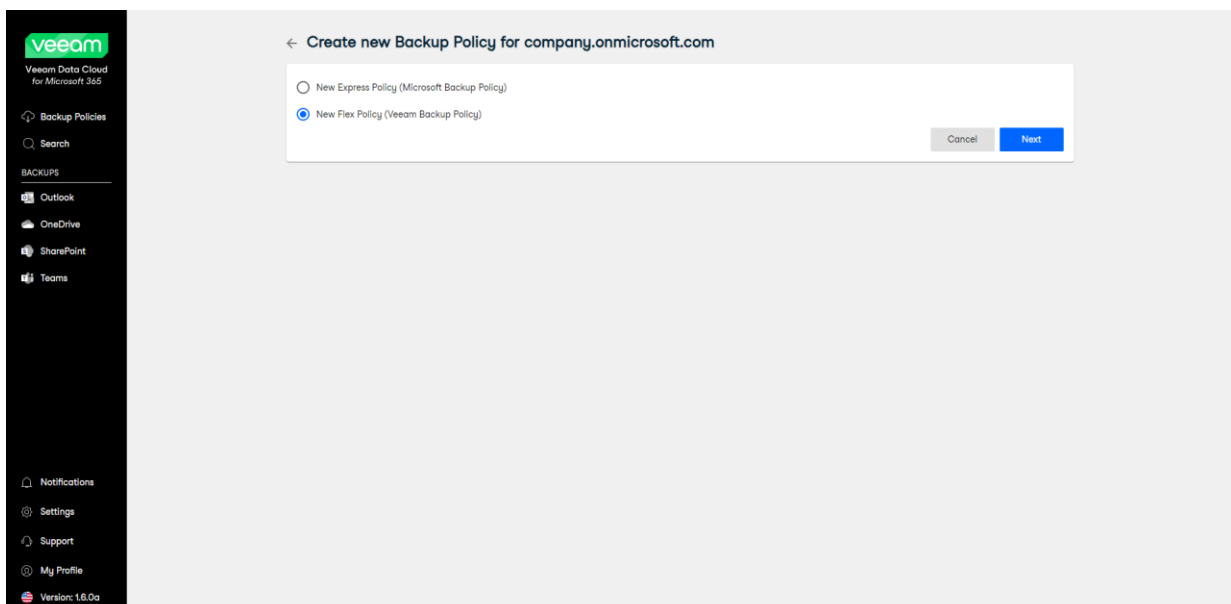 veeam
Veeam Data Cloud
for Microsoft 365
Backup Policies
Search
BACKUPS
Outlook
OneDrive
SharePoint
Teams
Notifications
Settings
Support
My Profile
Version: 1.6.0a
← Create new Backup Policy for company.onmicrosoft.com
New Express Policy (Microsoft Backup Policy)
New Flex Policy (Veeam Backup Policy)
Cancel Next